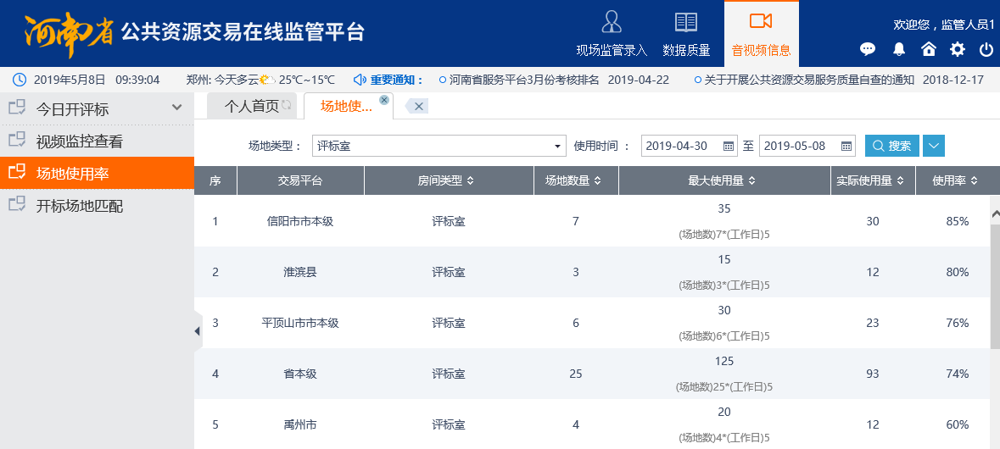 河南省 公共资源交易在线监管平台
现场监管录入 数据质量 音视频信息
欢迎您，监管人员1
2019年5月8日 09:39:04 郑州: 今天多云 25℃~15℃ 重要通知： 河南省服务平台3月份考核排名 2019-04-22 关于开展公共资源交易服务质量自查的通知 2018-12-17
今日开评标
视频监控查看
场地使用率
开标场地匹配
个人首页 场地使...
场地类型： 评标室 使用时间 ： 2019-04-30 至 2019-05-08 搜索
序 交易平台 房间类型 场地数量 最大使用量 实际使用量 使用率
1 信阳市市本级 评标室 7 35 30 85%
(场地数)7*(工作日)5
2 淮滨县 评标室 3 15 12 80%
(场地数)3*(工作日)5
3 平顶山市市本级 评标室 6 30 23 76%
(场地数)6*(工作日)5
4 省本级 评标室 25 125 93 74%
(场地数)25*(工作日)5
5 禹州市 评标室 4 20 12 60%
(场地数)4*(工作日)5